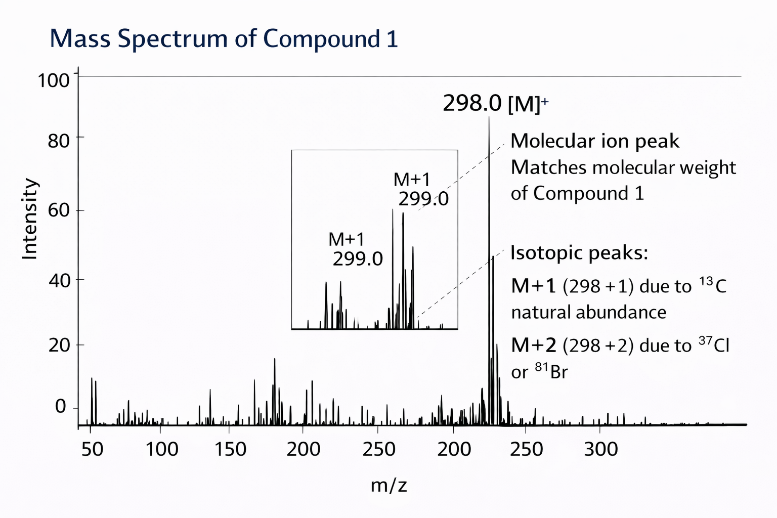 Mass Spectrum of Compound 1
100
80
60
40
20
0
Intensity
298.0 [M]⁺
Molecular ion peak
Matches molecular weight
of Compound 1
M+1
299.0
M+1
299.0
Isotopic peaks:
M+1 (298 +1) due to ¹³C
natural abundance
M+2 (298 +2) due to ³⁷Cl
or ⁸¹Br
50 100 150 200 250 200 250 300
m/z